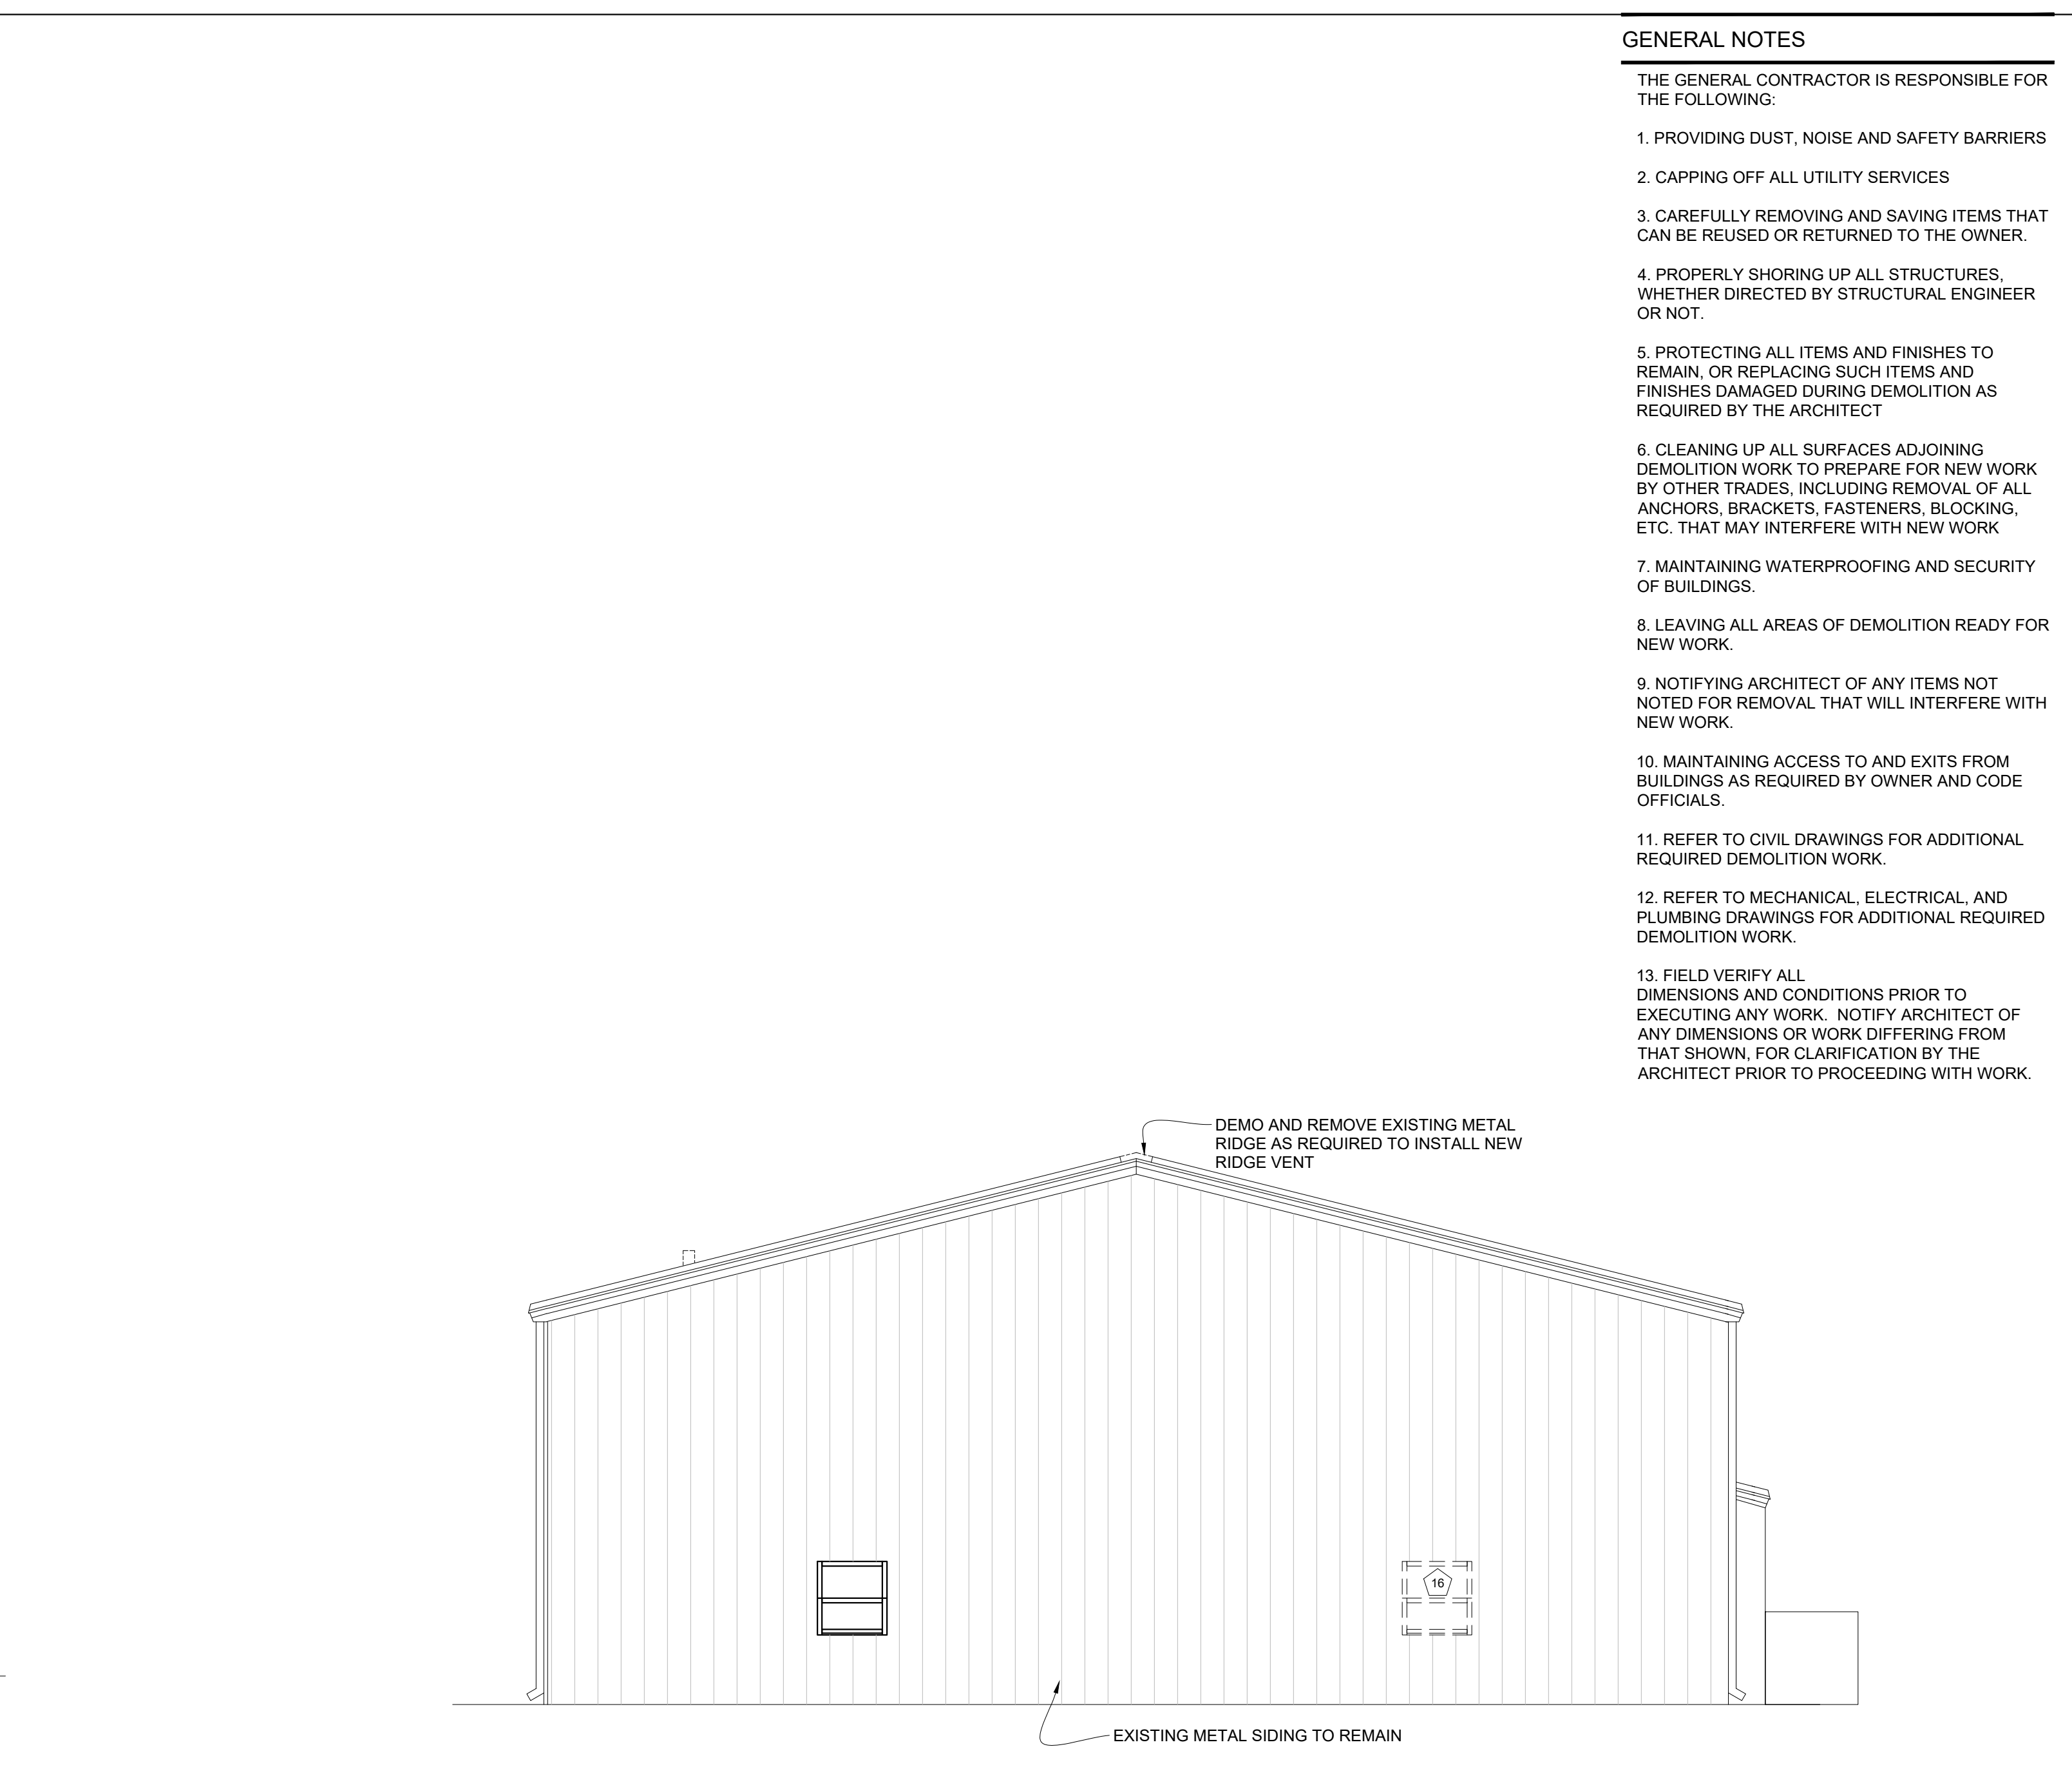 GENERAL NOTES
THE GENERAL CONTRACTOR IS RESPONSIBLE FOR
THE FOLLOWING:
1. PROVIDING DUST, NOISE AND SAFETY BARRIERS
2. CAPPING OFF ALL UTILITY SERVICES
3. CAREFULLY REMOVING AND SAVING ITEMS THAT
CAN BE REUSED OR RETURNED TO THE OWNER.
4. PROPERLY SHORING UP ALL STRUCTURES,
WHETHER DIRECTED BY STRUCTURAL ENGINEER
OR NOT.
5. PROTECTING ALL ITEMS AND FINISHES TO
REMAIN, OR REPLACING SUCH ITEMS AND
FINISHES DAMAGED DURING DEMOLITION AS
REQUIRED BY THE ARCHITECT
6. CLEANING UP ALL SURFACES ADJOINING
DEMOLITION WORK TO PREPARE FOR NEW WORK
BY OTHER TRADES, INCLUDING REMOVAL OF ALL
ANCHORS, BRACKETS, FASTENERS, BLOCKING,
ETC. THAT MAY INTERFERE WITH NEW WORK
7. MAINTAINING WATERPROOFING AND SECURITY
OF BUILDINGS.
8. LEAVING ALL AREAS OF DEMOLITION READY FOR
NEW WORK.
9. NOTIFYING ARCHITECT OF ANY ITEMS NOT
NOTED FOR REMOVAL THAT WILL INTERFERE WITH
NEW WORK.
10. MAINTAINING ACCESS TO AND EXITS FROM
BUILDINGS AS REQUIRED BY OWNER AND CODE
OFFICIALS.
11. REFER TO CIVIL DRAWINGS FOR ADDITIONAL
REQUIRED DEMOLITION WORK.
12. REFER TO MECHANICAL, ELECTRICAL, AND
PLUMBING DRAWINGS FOR ADDITIONAL REQUIRED
DEMOLITION WORK.
13. FIELD VERIFY ALL
DIMENSIONS AND CONDITIONS PRIOR TO
EXECUTING ANY WORK.  NOTIFY ARCHITECT OF
ANY DIMENSIONS OR WORK DIFFERING FROM
THAT SHOWN, FOR CLARIFICATION BY THE
ARCHITECT PRIOR TO PROCEEDING WITH WORK.
DEMO AND REMOVE EXISTING METAL
RIDGE AS REQUIRED TO INSTALL NEW
RIDGE VENT
16
EXISTING METAL SIDING TO REMAIN